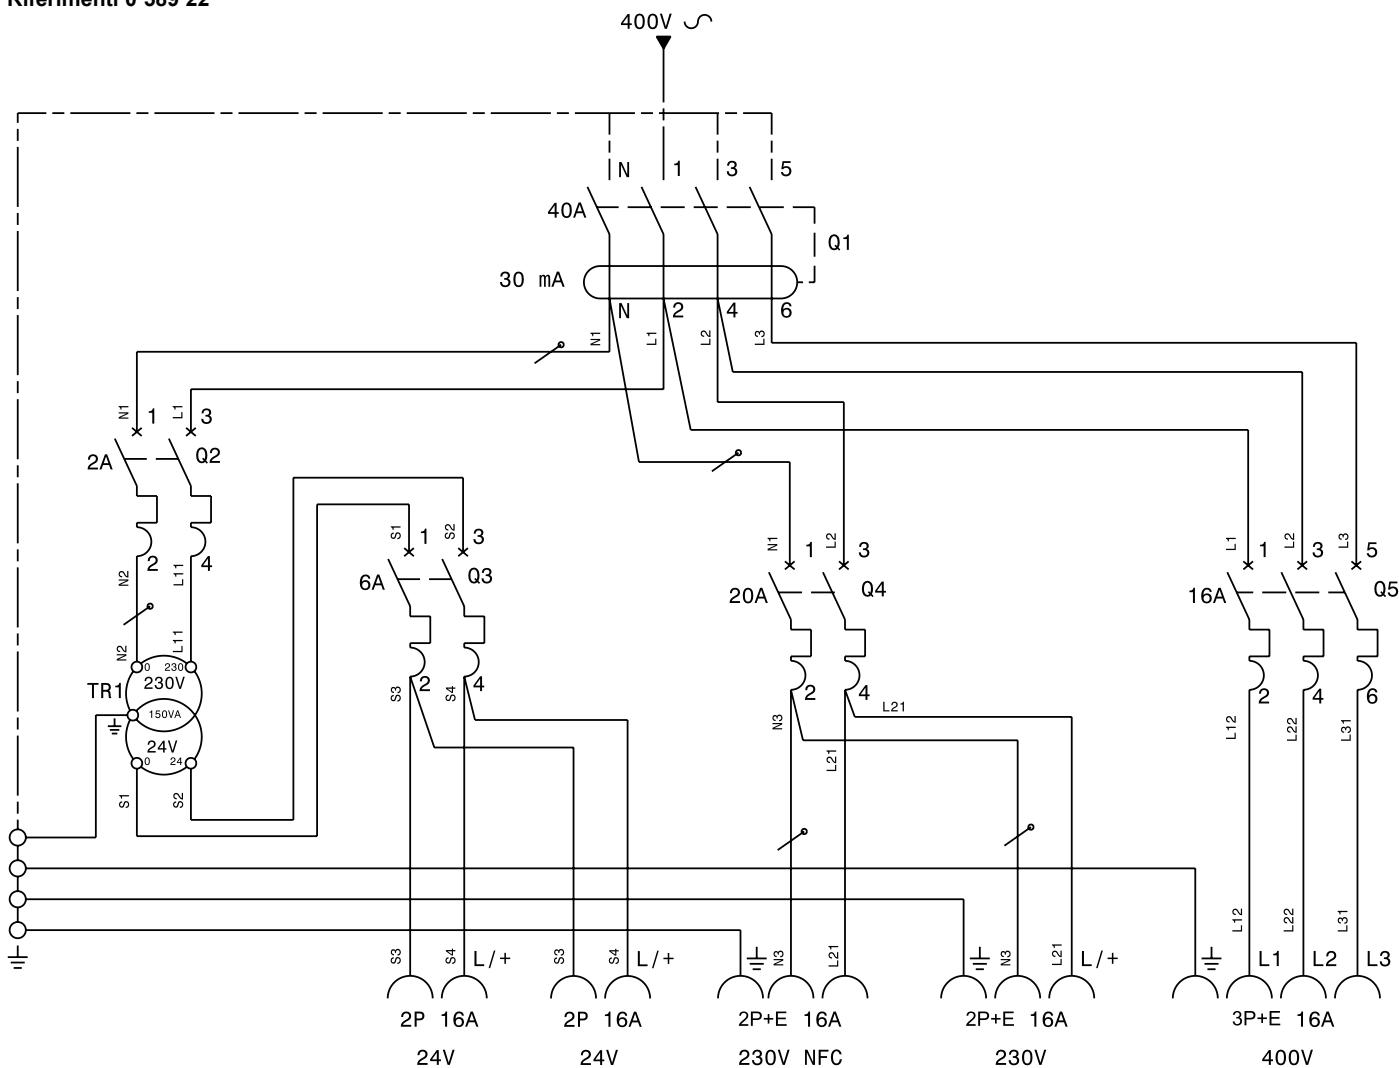 Riferimenti 0 589 22
400V
N 1 3 5
40A
Q1
30 mA
N 2 4 6
N1 L1 L2 L3
N1 1 L1 3
2A Q2
2 4
N2 L11
N2 L11
0 230
230V
TR1
150VA
24V
0 24
S1 S2
S1 1 S2 3
6A Q3
2 4
S3 S4
N1 1 L2 3
20A Q4
2 4
L21
N3
L21
L1 1 L2 3 L3 5
16A Q5
2 4 6
L12 L22 L31
L12 L22 L31
S3 S4 L/+ S3 S4 L/+ N3 L21 N3 L21 L/+ L1 L2 L3
2P 16A 2P 16A 2P+E 16A 2P+E 16A 3P+E 16A
24V 24V 230V NFC 230V 400V